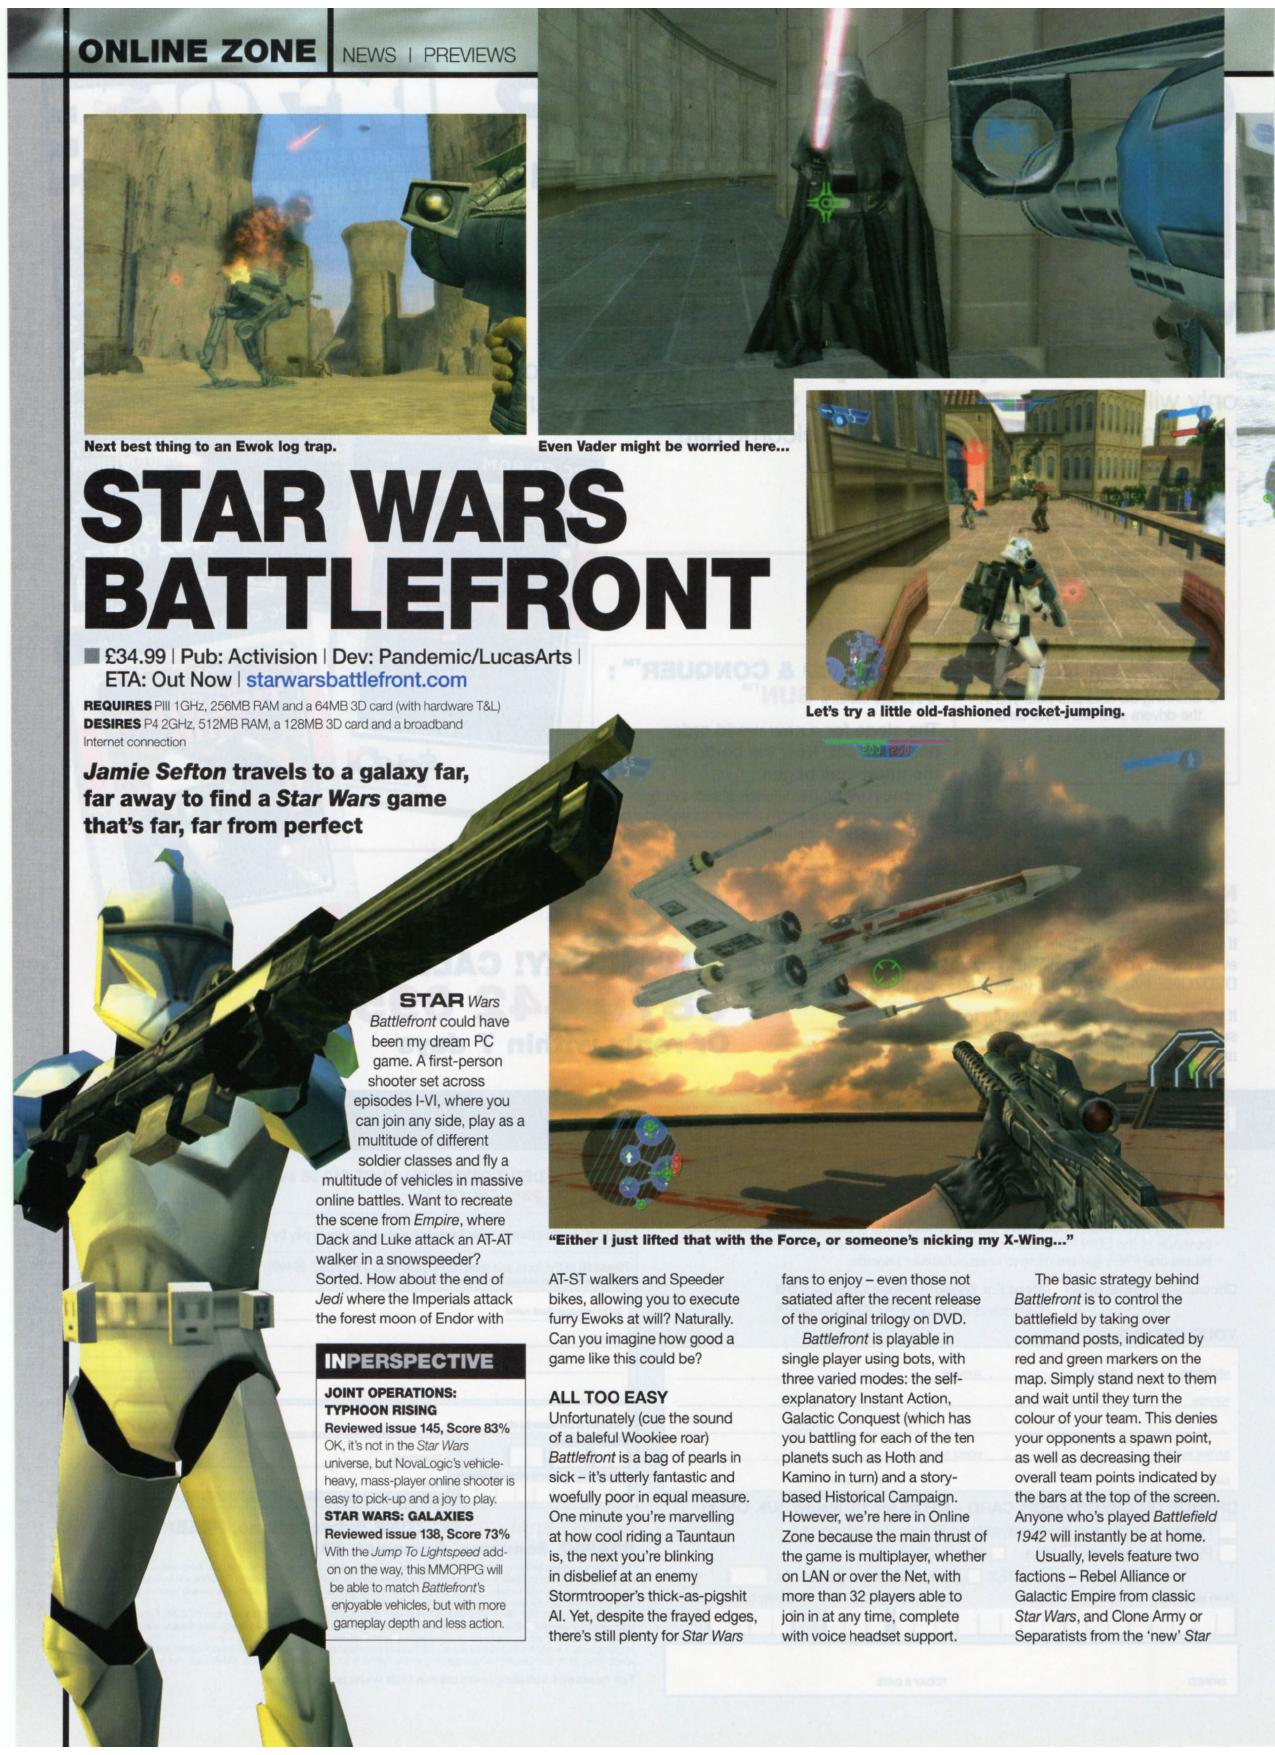 ONLINE ZONE NEWS | PREVIEWS
Next best thing to an Ewok log trap.
Even Vader might be worried here...
Let's try a little old-fashioned rocket-jumping.
STAR WARS
BATTLEFRONT
£34.99 | Pub: Activision | Dev: Pandemic/LucasArts |
ETA: Out Now | starwarsbattlefront.com
REQUIRES PIII 1GHz, 256MB RAM and a 64MB 3D card (with hardware T&L)
DESIRES P4 2GHz, 512MB RAM, a 128MB 3D card and a broadband
Internet connection
Jamie Sefton travels to a galaxy far,
far away to find a Star Wars game
that's far, far from perfect
200 200
"Either I just lifted that with the Force, or someone's nicking my X-Wing..."
STAR Wars
Battlefront could have
been my dream PC
game. A first-person
shooter set across
episodes I-VI, where you
can join any side, play as a
multitude of different
soldier classes and fly a
multitude of vehicles in massive
online battles. Want to recreate
the scene from Empire, where
Dack and Luke attack an AT-AT
walker in a snowspeeder?
Sorted. How about the end of
Jedi where the Imperials attack
the forest moon of Endor with
AT-ST walkers and Speeder
bikes, allowing you to execute
furry Ewoks at will? Naturally.
Can you imagine how good a
game like this could be?
ALL TOO EASY
Unfortunately (cue the sound
of a baleful Wookiee roar)
Battlefront is a bag of pearls in
sick – it's utterly fantastic and
woefully poor in equal measure.
One minute you're marvelling
at how cool riding a Tauntaun
is, the next you're blinking
in disbelief at an enemy
Stormtrooper's thick-as-pigshit
AI. Yet, despite the frayed edges,
there's still plenty for Star Wars
fans to enjoy – even those not
satiated after the recent release
of the original trilogy on DVD.
Battlefront is playable in
single player using bots, with
three varied modes: the self-
explanatory Instant Action,
Galactic Conquest (which has
you battling for each of the ten
planets such as Hoth and
Kamino in turn) and a story-
based Historical Campaign.
However, we're here in Online
Zone because the main thrust of
the game is multiplayer, whether
on LAN or over the Net, with
more than 32 players able to
join in at any time, complete
with voice headset support.
The basic strategy behind
Battlefront is to control the
battlefield by taking over
command posts, indicated by
red and green markers on the
map. Simply stand next to them
and wait until they turn the
colour of your team. This denies
your opponents a spawn point,
as well as decreasing their
overall team points indicated by
the bars at the top of the screen.
Anyone who's played Battlefield
1942 will instantly be at home.
Usually, levels feature two
factions – Rebel Alliance or
Galactic Empire from classic
Star Wars, and Clone Army or
Separatists from the 'new' Star
INPERSPECTIVE
JOINT OPERATIONS:
TYPHOON RISING
Reviewed issue 145, Score 83%
OK, it's not in the Star Wars
universe, but NovaLogic's vehicle-
heavy, mass-player online shooter is
easy to pick-up and a joy to play.
STAR WARS: GALAXIES
Reviewed issue 138, Score 73%
With the Jump To Lightspeed add-
on on the way, this MMORPG will
be able to match Battlefront's
enjoyable vehicles, but with more
gameplay depth and less action.